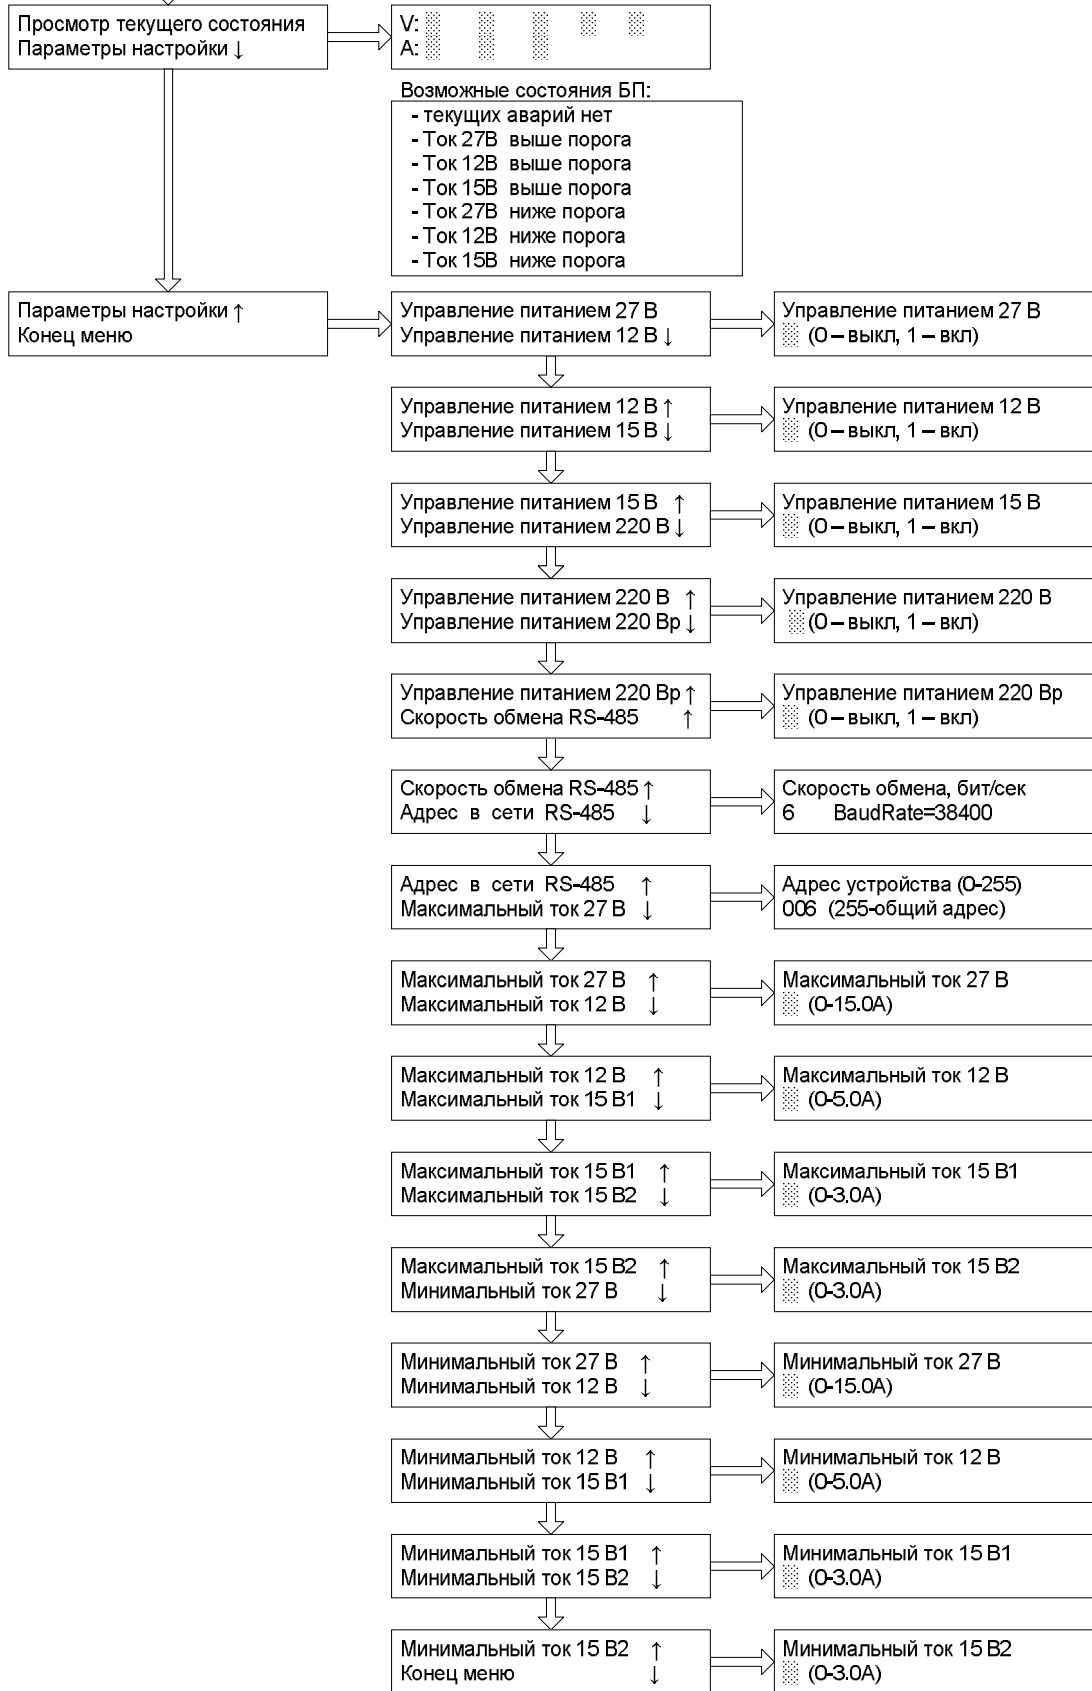 Просмотр текущего состояния
Параметры настройки ↓
V:
A:
Возможные состояния БП:
- текущих аварий нет
- Ток 27В выше порога
- Ток 12В выше порога
- Ток 15В выше порога
- Ток 27В ниже порога
- Ток 12В ниже порога
- Ток 15В ниже порога
Параметры настройки ↑
Конец меню
Управление питанием 27 В
Управление питанием 12 В ↓
Управление питанием 27 В
(0 – выкл, 1 – вкл)
Управление питанием 12 В ↑
Управление питанием 15 В ↓
Управление питанием 12 В
(0 – выкл, 1 – вкл)
Управление питанием 15 В ↑
Управление питанием 220 В ↓
Управление питанием 15 В
(0 – выкл, 1 – вкл)
Управление питанием 220 В ↑
Управление питанием 220 Вр ↓
Управление питанием 220 В
(0 – выкл, 1 – вкл)
Управление питанием 220 Вр ↑
Скорость обмена RS-485 ↑
Управление питанием 220 Вр
(0 – выкл, 1 – вкл)
Скорость обмена RS-485 ↑
Адрес в сети RS-485 ↓
Скорость обмена, бит/сек
6 BaudRate=38400
Адрес в сети RS-485 ↑
Максимальный ток 27 В ↓
Адрес устройства (0-255)
006 (255-общий адрес)
Максимальный ток 27 В ↑
Максимальный ток 12 В ↓
Максимальный ток 27 В
(0-15.0А)
Максимальный ток 12 В ↑
Максимальный ток 15 В1 ↓
Максимальный ток 12 В
(0-5.0А)
Максимальный ток 15 В1 ↑
Максимальный ток 15 В2 ↓
Максимальный ток 15 В1
(0-3.0А)
Максимальный ток 15 В2 ↑
Минимальный ток 27 В ↓
Максимальный ток 15 В2
(0-3.0А)
Минимальный ток 27 В ↑
Минимальный ток 12 В ↓
Минимальный ток 27 В
(0-15.0А)
Минимальный ток 12 В ↑
Минимальный ток 15 В1 ↓
Минимальный ток 12 В
(0-5.0А)
Минимальный ток 15 В1 ↑
Минимальный ток 15 В2 ↓
Минимальный ток 15 В1
(0-3.0А)
Минимальный ток 15 В2 ↑
Конец меню ↓
Минимальный ток 15 В2
(0-3.0А)